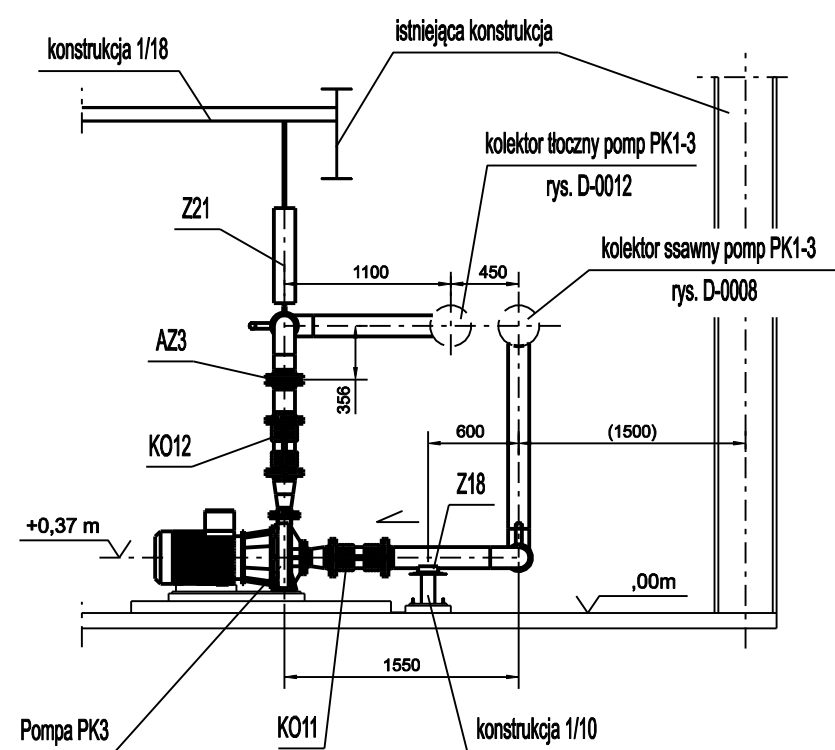 istniejąca konstrukcja
konstrukcja 1/18
kolektor tłoczny pomp PK1-3
rys. D-0012
Z21
kolektor ssawny pomp PK1-3
1100
450
rys. D-0008
AZ3
356
600
(1500)
KO12
Z18
+0,37 m
,00m
1550
Pompa PK3
KO11
konstrukcja 1/10